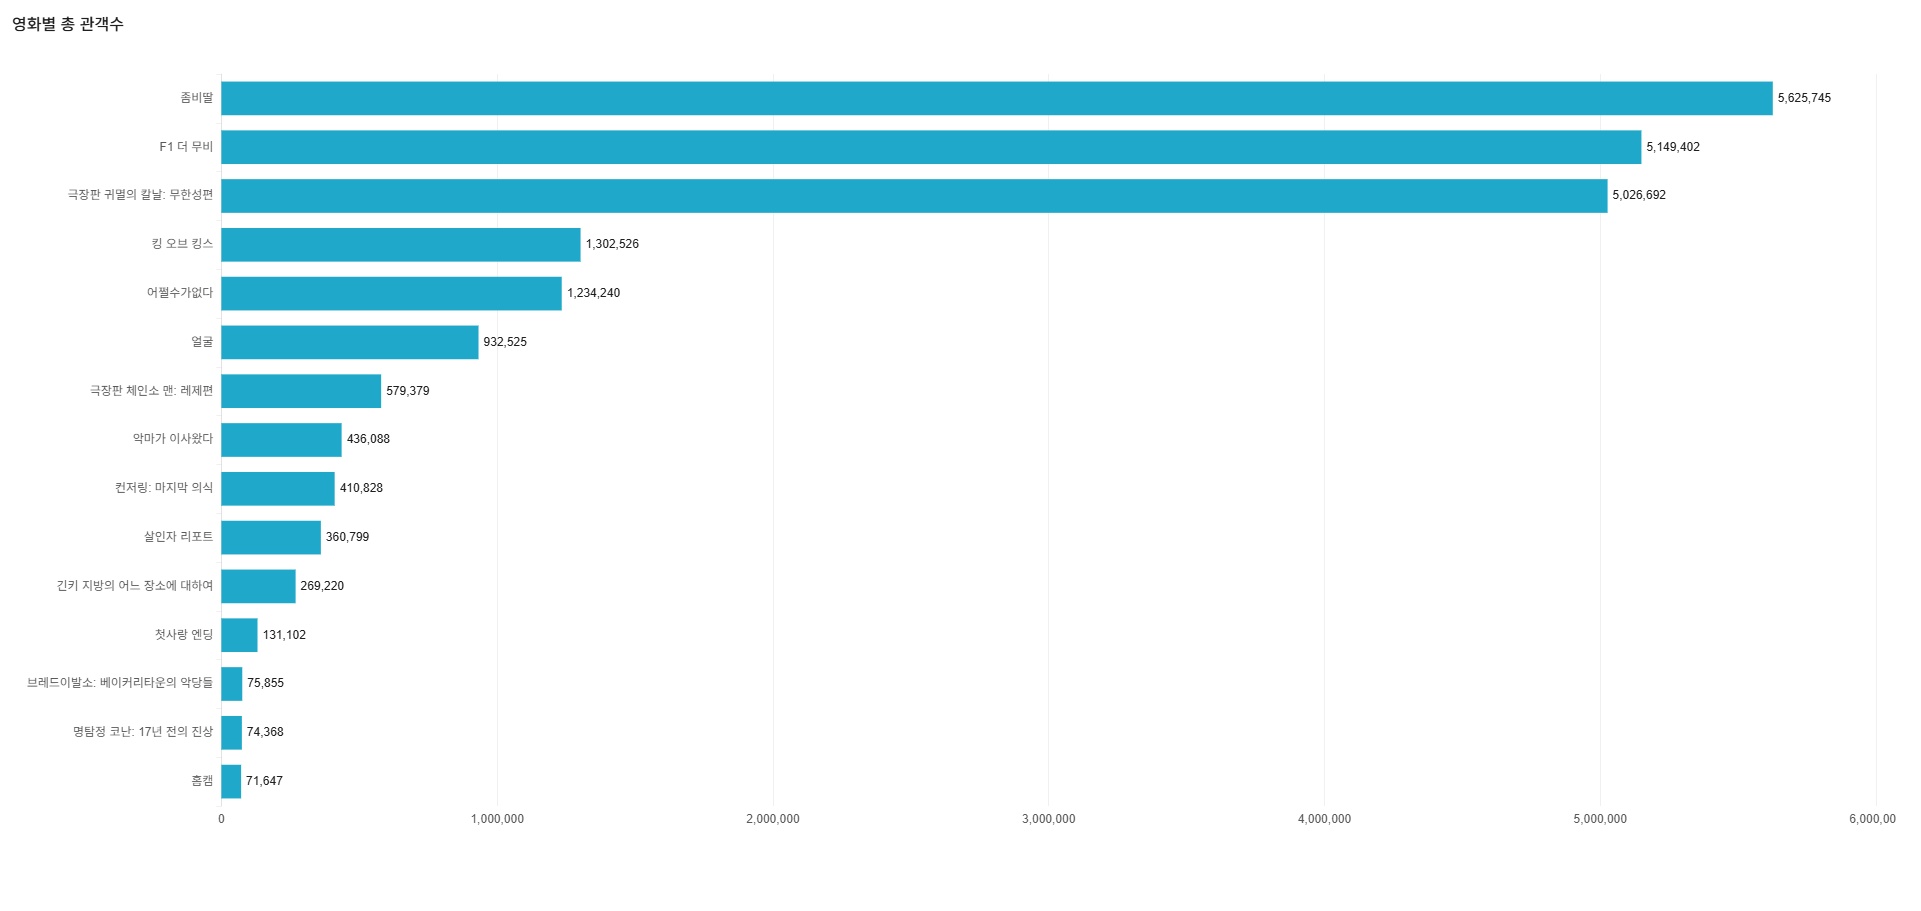 영화별 총 관객수
좀비딸 5,625,745
F1 더 무비 5,149,402
극장판 귀멸의 칼날: 무한성편 5,026,692
킹 오브 킹스 1,302,526
어쩔수가없다 1,234,240
얼굴 932,525
극장판 체인소 맨: 레제편 579,379
악마가 이사왔다 436,088
컨저링: 마지막 의식 410,828
살인자 리포트 360,799
긴키 지방의 어느 장소에 대하여 269,220
첫사랑 엔딩 131,102
브레드이발소: 베이커리타운의 악당들 75,855
명탐정 코난: 17년 전의 진상 74,368
홈캠 71,647
0 1,000,000 2,000,000 3,000,000 4,000,000 5,000,000 6,000,00